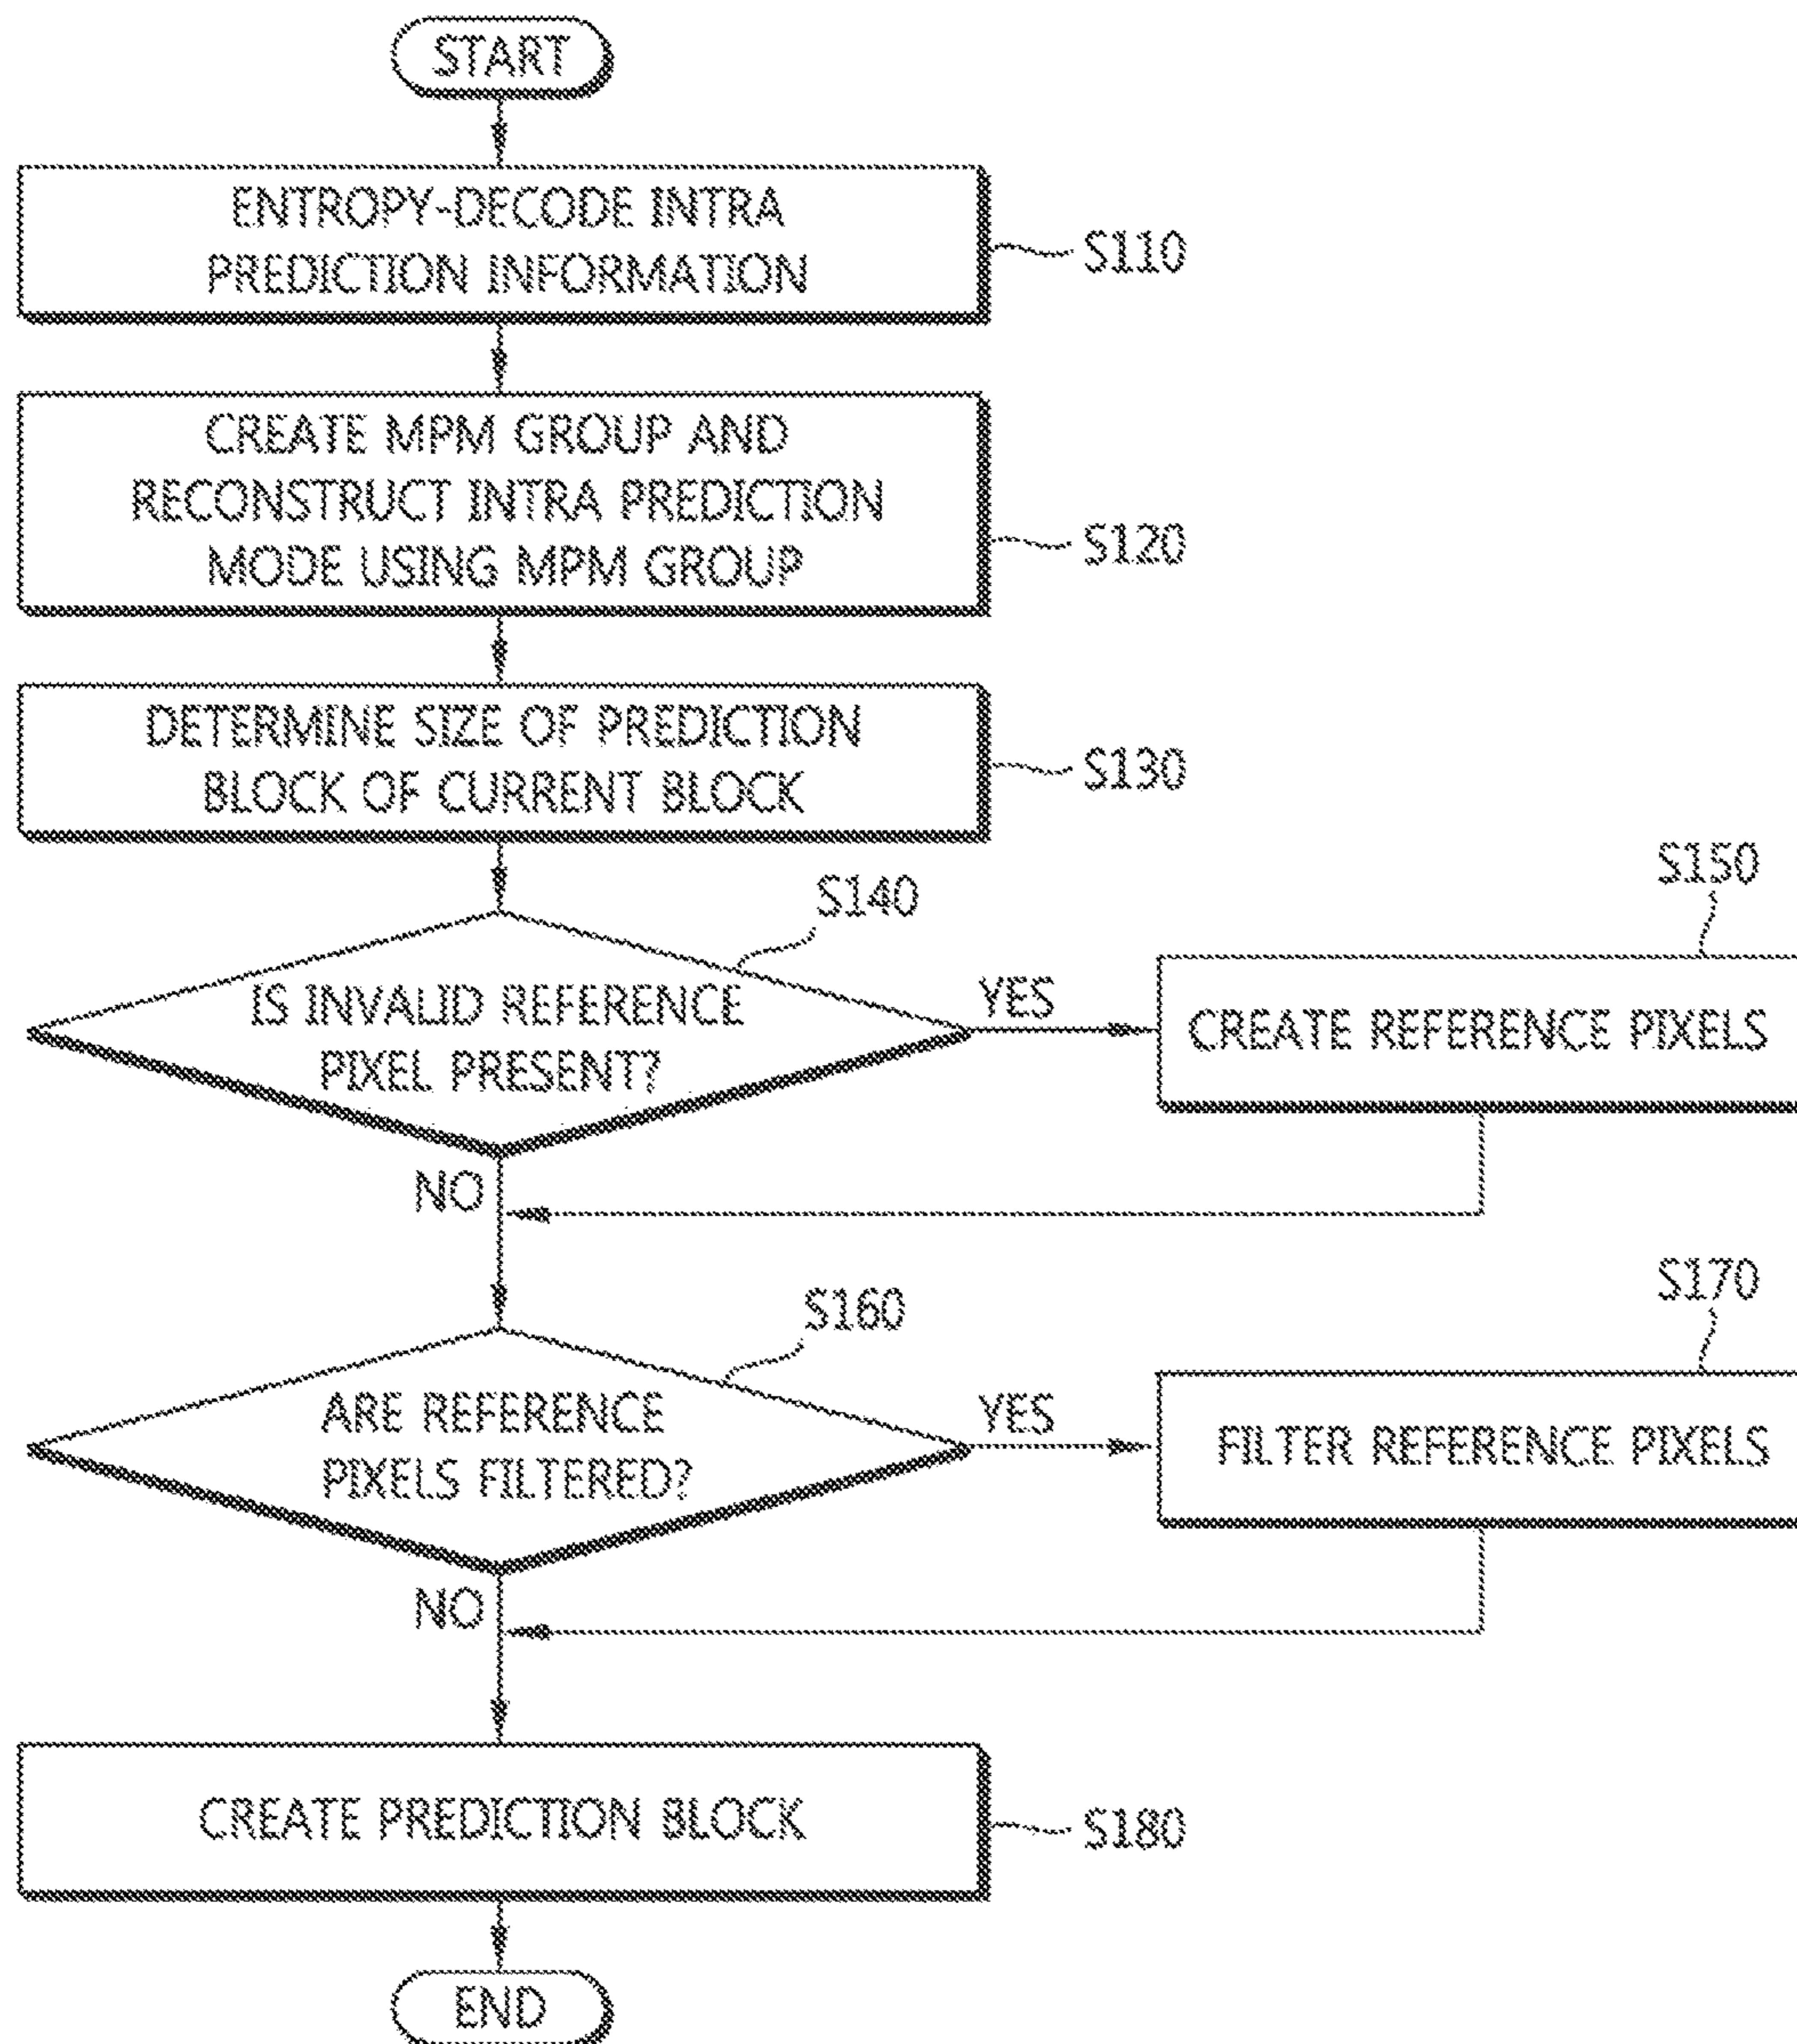 START
ENTROPY-DECODE INTRA
PREDICTION INFORMATION
S110
CREATE MPM GROUP AND
RECONSTRUCT INTRA PREDICTION
MODE USING MPM GROUP
S120
DETERMINE SIZE OF PREDICTION
BLOCK OF CURRENT BLOCK
S130
S140
IS INVALID REFERENCE
PIXEL PRESENT?
YES
S150
CREATE REFERENCE PIXELS
NO
S160
ARE REFERENCE
PIXELS FILTERED?
YES
S170
FILTER REFERENCE PIXELS
NO
CREATE PREDICTION BLOCK
S180
END